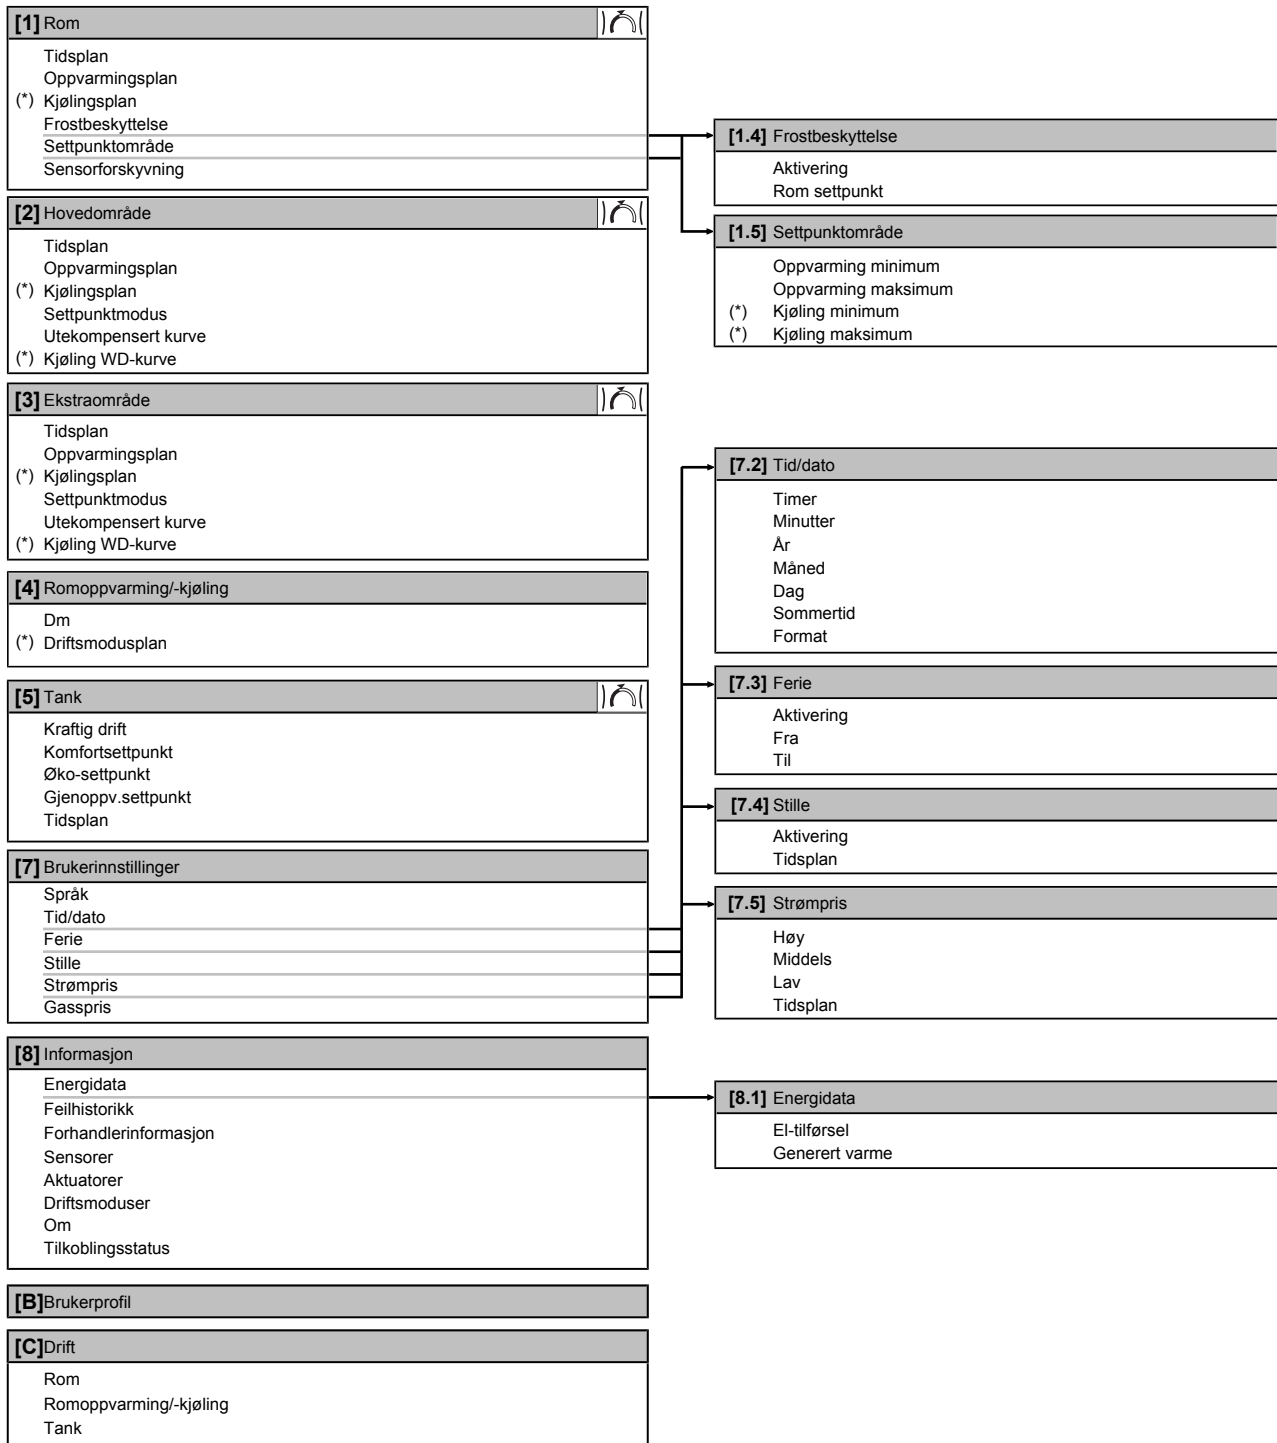 [1] Rom
Tidsplan
Oppvarmingsplan
(*) Kjølingsplan
Frostbeskyttelse
Settpunktområde
Sensorforskyvning
[2] Hovedområde
Tidsplan
Oppvarmingsplan
(*) Kjølingsplan
Settpunktmodus
Utekompensert kurve
(*) Kjøling WD-kurve
[3] Ekstraområde
Tidsplan
Oppvarmingsplan
(*) Kjølingsplan
Settpunktmodus
Utekompensert kurve
(*) Kjøling WD-kurve
[4] Romoppvarming/-kjøling
Dm
(*) Driftsmodusplan
[5] Tank
Kraftig drift
Komfortsettpunkt
Øko-settpunkt
Gjenoppv.settpunkt
Tidsplan
[7] Brukerinnstillinger
Språk
Tid/dato
Ferie
Stille
Strømpris
Gasspris
[8] Informasjon
Energidata
Feilhistorikk
Forhandlerinformasjon
Sensorer
Aktuatorer
Driftsmoduser
Om
Tilkoblingsstatus
[B] Brukerprofil
[C] Drift
Rom
Romoppvarming/-kjøling
Tank
[1.4] Frostbeskyttelse
Aktivering
Rom settpunkt
[1.5] Settpunktområde
Oppvarming minimum
Oppvarming maksimum
(*) Kjøling minimum
(*) Kjøling maksimum
[7.2] Tid/dato
Timer
Minutter
År
Måned
Dag
Sommertid
Format
[7.3] Ferie
Aktivering
Fra
Til
[7.4] Stille
Aktivering
Tidsplan
[7.5] Strømpris
Høy
Middels
Lav
Tidsplan
[8.1] Energidata
El-tilførsel
Generert varme